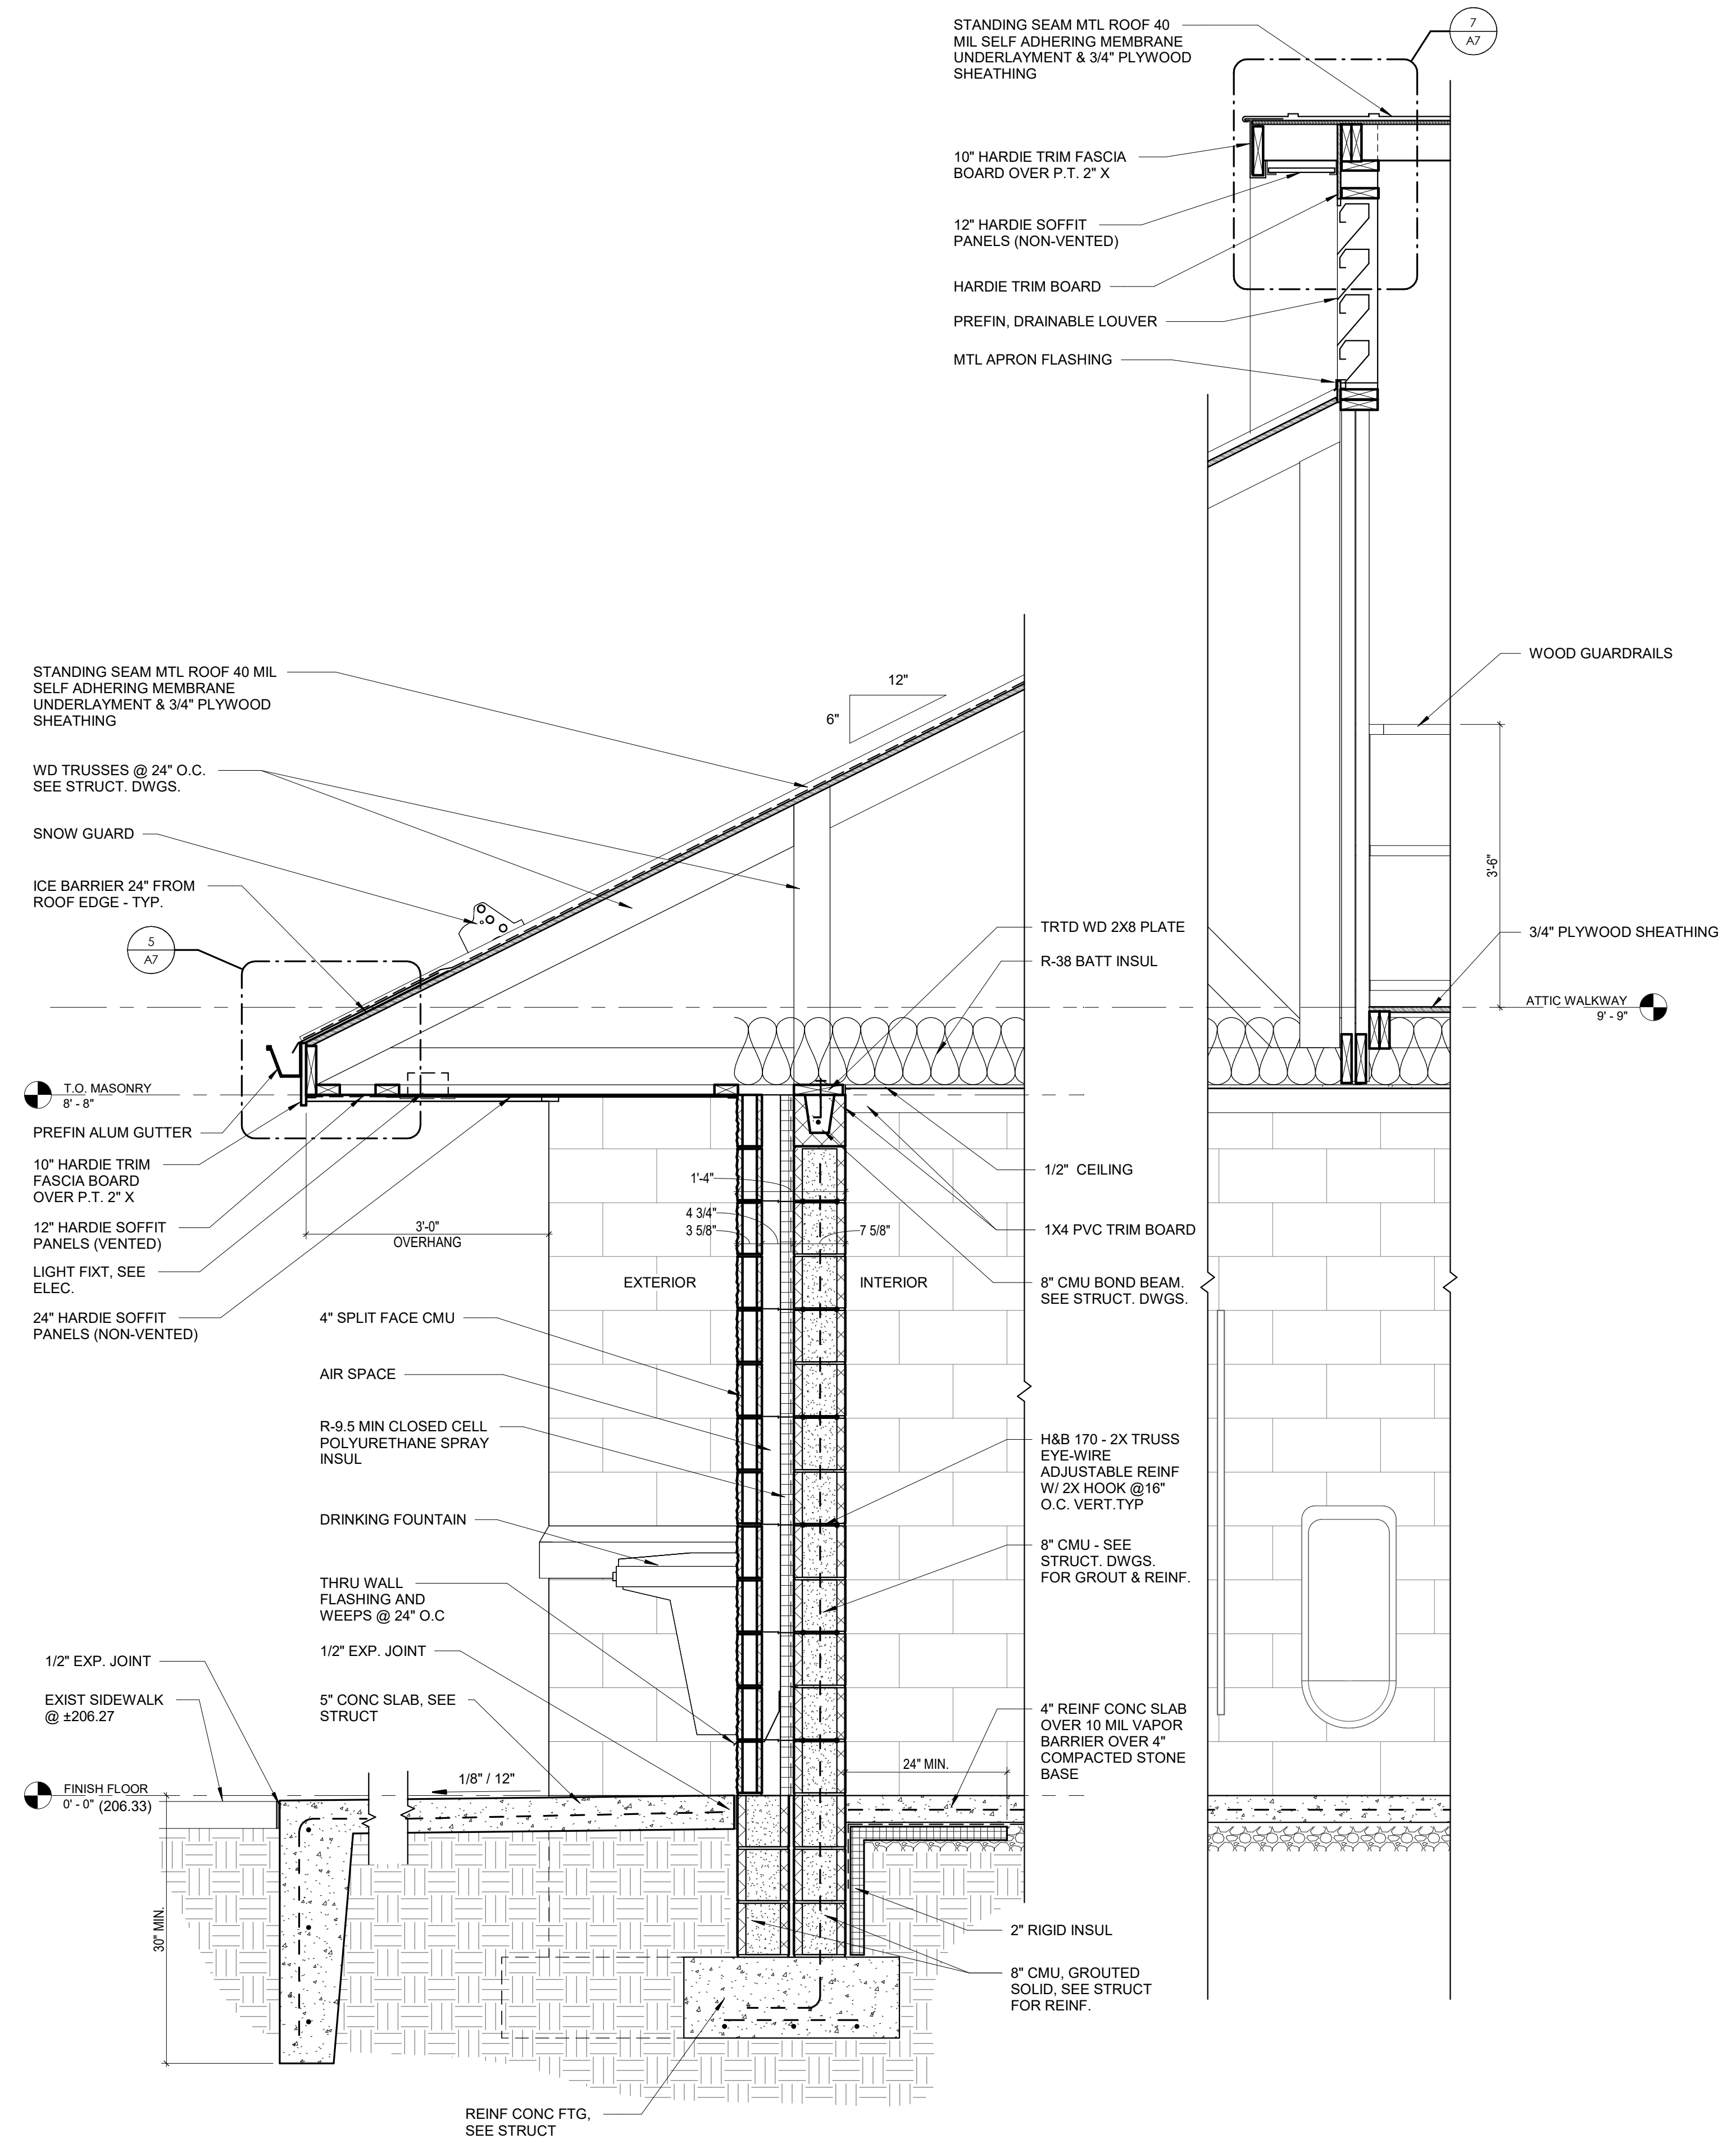 STANDING SEAM MTL ROOF 40
MIL SELF ADHERING MEMBRANE
UNDERLAYMENT & 3/4" PLYWOOD
SHEATHING
7
A7
10" HARDIE TRIM FASCIA
BOARD OVER P.T. 2" X
12" HARDIE SOFFIT
PANELS (NON-VENTED)
HARDIE TRIM BOARD
PREFIN, DRAINABLE LOUVER
MTL APRON FLASHING
WOOD GUARDRAILS
3'-6"
3/4" PLYWOOD SHEATHING
ATTIC WALKWAY
9' - 9"
STANDING SEAM MTL ROOF 40 MIL
SELF ADHERING MEMBRANE
UNDERLAYMENT & 3/4" PLYWOOD
SHEATHING
12"
6"
WD TRUSSES @ 24" O.C.
SEE STRUCT. DWGS.
SNOW GUARD
ICE BARRIER 24" FROM
ROOF EDGE - TYP.
5
A7
TRTD WD 2X8 PLATE
R-38 BATT INSUL
T.O. MASONRY
8' - 8"
PREFIN ALUM GUTTER
10" HARDIE TRIM
FASCIA BOARD
OVER P.T. 2" X
12" HARDIE SOFFIT
PANELS (VENTED)
LIGHT FIXT, SEE
ELEC.
24" HARDIE SOFFIT
PANELS (NON-VENTED)
3'-0"
OVERHANG
1'-4"
4 3/4"
3 5/8"
7 5/8"
EXTERIOR
INTERIOR
1/2"  CEILING
1X4 PVC TRIM BOARD
8" CMU BOND BEAM.
SEE STRUCT. DWGS.
4" SPLIT FACE CMU
AIR SPACE
R-9.5 MIN CLOSED CELL
POLYURETHANE SPRAY
INSUL
DRINKING FOUNTAIN
THRU WALL
FLASHING AND
WEEPS @ 24" O.C
1/2" EXP. JOINT
5" CONC SLAB, SEE
STRUCT
H&B 170 - 2X TRUSS
EYE-WIRE
ADJUSTABLE REINF
W/ 2X HOOK @16"
O.C. VERT.TYP
8" CMU - SEE
STRUCT. DWGS.
FOR GROUT & REINF.
4" REINF CONC SLAB
OVER 10 MIL VAPOR
BARRIER OVER 4"
COMPACTED STONE
BASE
24" MIN.
1/2" EXP. JOINT
EXIST SIDEWALK
@ ±206.27
1/8" / 12"
FINISH FLOOR
0' - 0" (206.33)
30" MIN.
2" RIGID INSUL
8" CMU, GROUTED
SOLID, SEE STRUCT
FOR REINF.
REINF CONC FTG,
SEE STRUCT